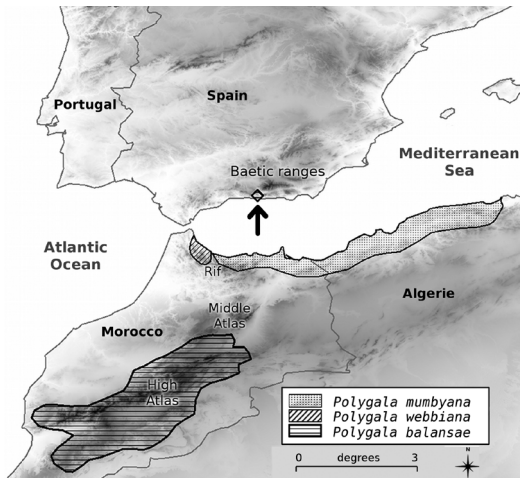 Portugal
Spain
Baetic ranges
Mediterranean
Sea
Atlantic
Ocean
Rif
Algerie
Middle
Atlas
Morocco
High
Atlas
Polygala mumbyana
Polygala webbiana
Polygala balansae
0 degrees 3
N